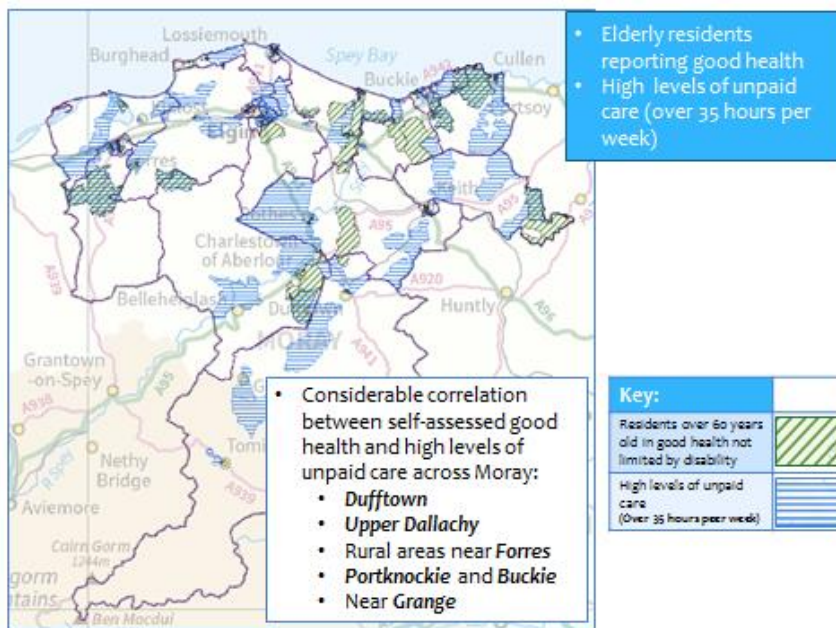 Lossiemouth
Burghead
Spey Bay
Cullen
Buckie
A942
A941
Elgin
Keith
A95
A95
Charlestown
of Aberlour
A939
A920
Huntly
A96
MORAY
A941
Grantown
-on-Spey
A95
A938
Nethy
Bridge
R. Spey
A939
Aviemore
Cairn Gorm
1244m
Ben Macdui
• Elderly residents
reporting good health
• High levels of unpaid
care (over 35 hours per
week)
• Considerable correlation
between self-assessed good
health and high levels of
unpaid care across Moray:
• Dufftown
• Upper Dallachy
• Rural areas near Forres
• Portknockie and Buckie
• Near Grange
Key:
Residents over 60 years
old in good health not
limited by disability
High levels of unpaid
care
(Over 35 hours per week)